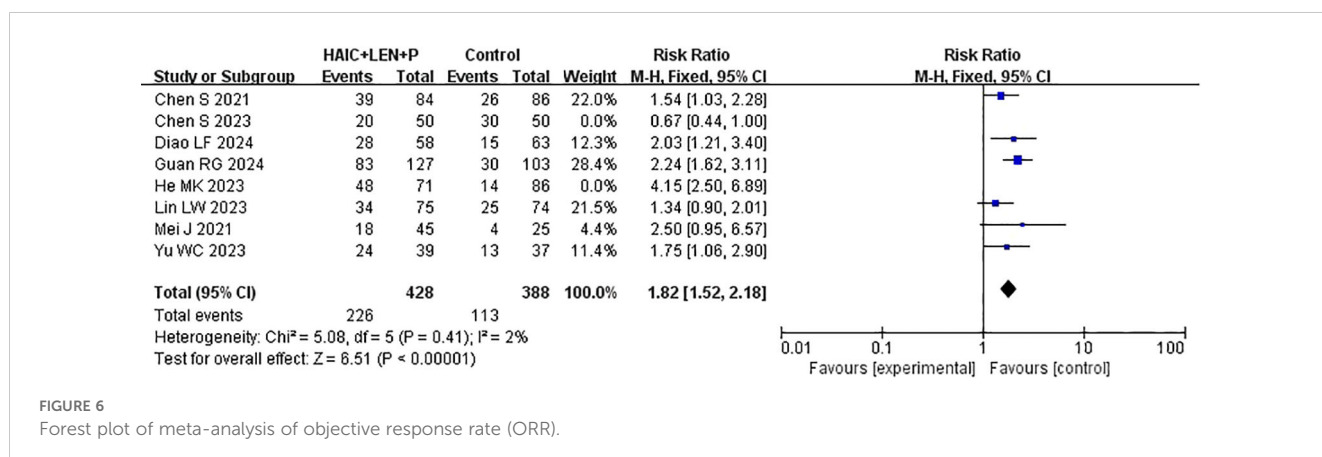 HAIC+LEN+P Control Risk Ratio Risk Ratio
Study or Subgroup Events Total Events Total Weight M-H, Fixed, 95% CI M-H, Fixed, 95% CI
Chen S 2021 39 84 26 86 22.0% 1.54 [1.03, 2.28]
Chen S 2023 20 50 30 50 0.0% 0.67 [0.44, 1.00]
Diao LF 2024 28 58 15 63 12.3% 2.03 [1.21, 3.40]
Guan RG 2024 83 127 30 103 28.4% 2.24 [1.62, 3.11]
He MK 2023 48 71 14 86 0.0% 4.15 [2.50, 6.89]
Lin LW 2023 34 75 25 74 21.5% 1.34 [0.90, 2.01]
Mei J 2021 18 45 4 25 4.4% 2.50 [0.95, 6.57]
Yu WC 2023 24 39 13 37 11.4% 1.75 [1.06, 2.90]
Total (95% CI) 428 388 100.0% 1.82 [1.52, 2.18]
Total events 226 113
Heterogeneity: Chi² = 5.08, df = 5 (P = 0.41); I² = 2%
Test for overall effect: Z = 6.51 (P < 0.00001)
0.01 0.1 1 10 100
Favours [experimental] Favours [control]
FIGURE 6
Forest plot of meta-analysis of objective response rate (ORR).